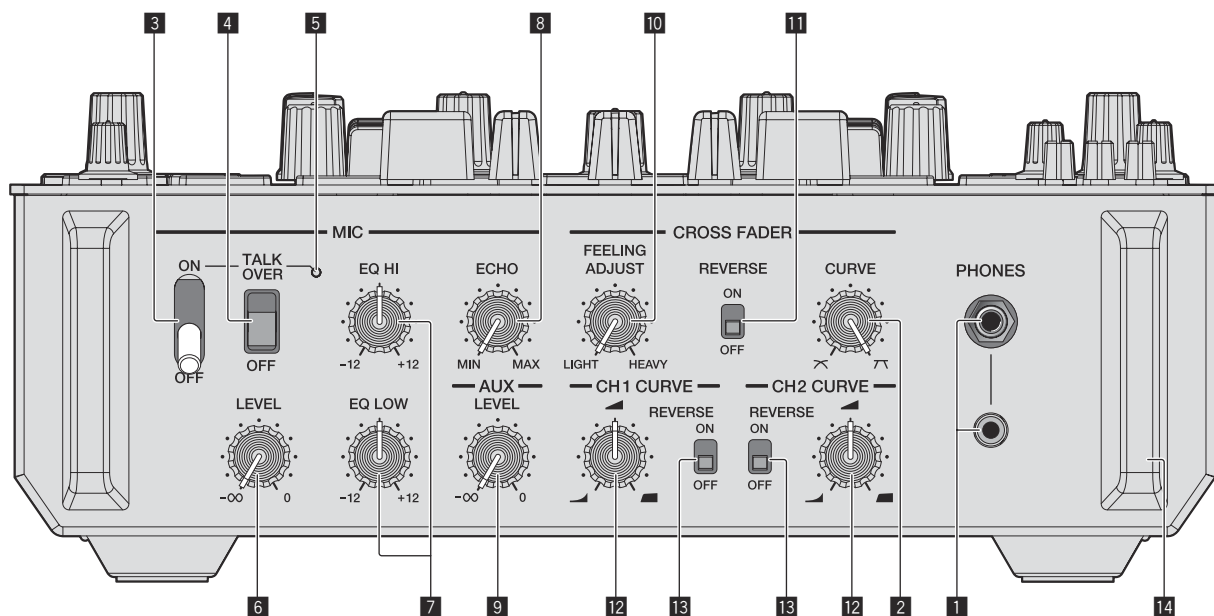 3 4 5 8 10 11
MIC CROSS FADER
ON TALK OVER EQ HI ECHO FEELING ADJUST REVERSE CURVE PHONES
ON
OFF OFF -12 +12 MIN MAX LIGHT HEAVY OFF
AUX CH1 CURVE CH2 CURVE
LEVEL EQ LOW LEVEL REVERSE REVERSE
ON ON
OFF OFF
-∞ 0 -12 +12 -∞ 0
6 7 9 12 13 13 12 2 1 14